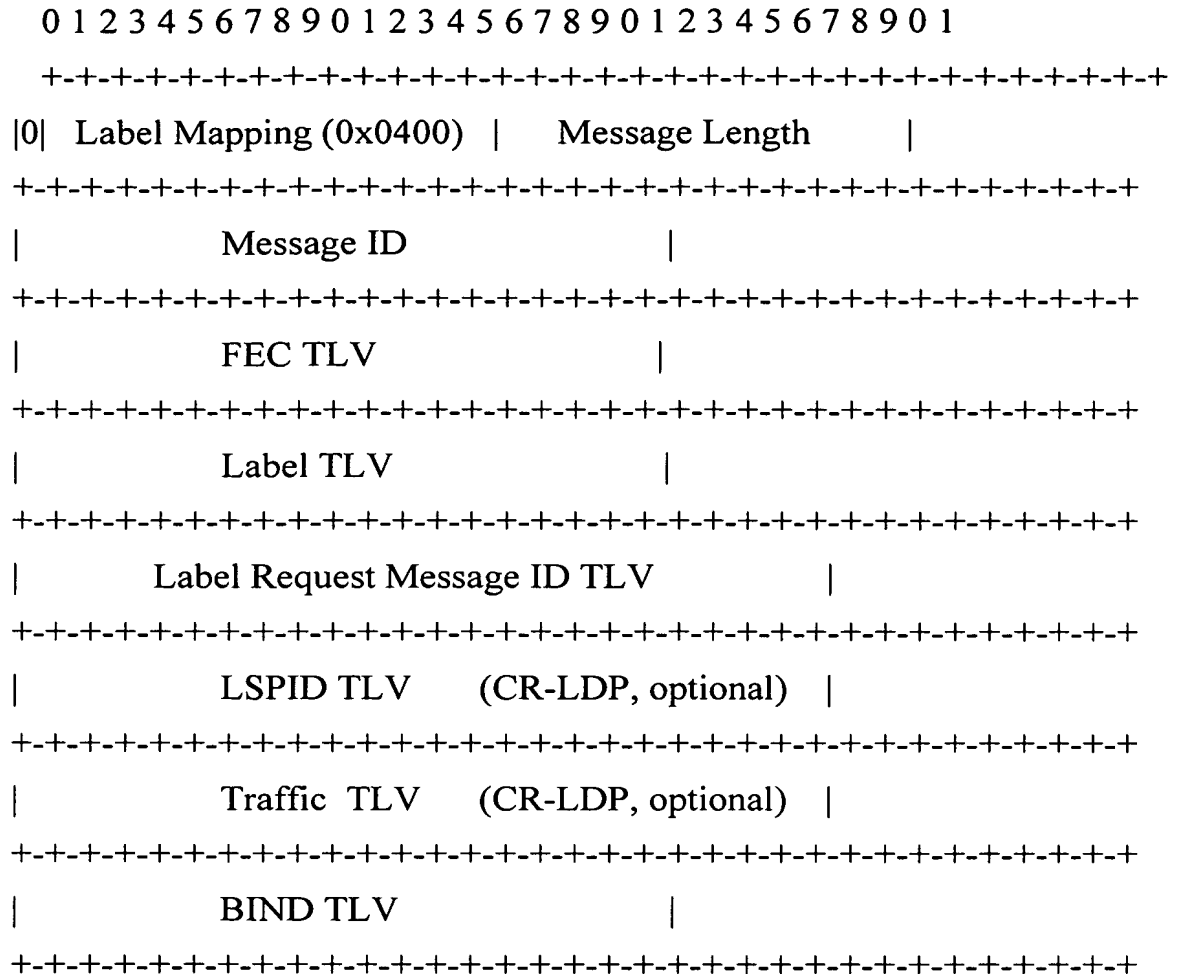 0 1 2 3 4 5 6 7 8 9 0 1 2 3 4 5 6 7 8 9 0 1 2 3 4 5 6 7 8 9 0 1
+-+-+-+-+-+-+-+-+-+-+-+-+-+-+-+-+-+-+-+-+-+-+-+-+-+-+-+-+-+-+-+-+
|0| Label Mapping (0x0400) | Message Length |
+-+-+-+-+-+-+-+-+-+-+-+-+-+-+-+-+-+-+-+-+-+-+-+-+-+-+-+-+-+-+-+-+
| Message ID |
+-+-+-+-+-+-+-+-+-+-+-+-+-+-+-+-+-+-+-+-+-+-+-+-+-+-+-+-+-+-+-+-+
| FEC TLV |
+-+-+-+-+-+-+-+-+-+-+-+-+-+-+-+-+-+-+-+-+-+-+-+-+-+-+-+-+-+-+-+-+
| Label TLV |
+-+-+-+-+-+-+-+-+-+-+-+-+-+-+-+-+-+-+-+-+-+-+-+-+-+-+-+-+-+-+-+-+
| Label Request Message ID TLV |
+-+-+-+-+-+-+-+-+-+-+-+-+-+-+-+-+-+-+-+-+-+-+-+-+-+-+-+-+-+-+-+-+
| LSPID TLV (CR-LDP, optional) |
+-+-+-+-+-+-+-+-+-+-+-+-+-+-+-+-+-+-+-+-+-+-+-+-+-+-+-+-+-+-+-+-+
| Traffic TLV (CR-LDP, optional) |
+-+-+-+-+-+-+-+-+-+-+-+-+-+-+-+-+-+-+-+-+-+-+-+-+-+-+-+-+-+-+-+-+
| BIND TLV |
+-+-+-+-+-+-+-+-+-+-+-+-+-+-+-+-+-+-+-+-+-+-+-+-+-+-+-+-+-+-+-+-+